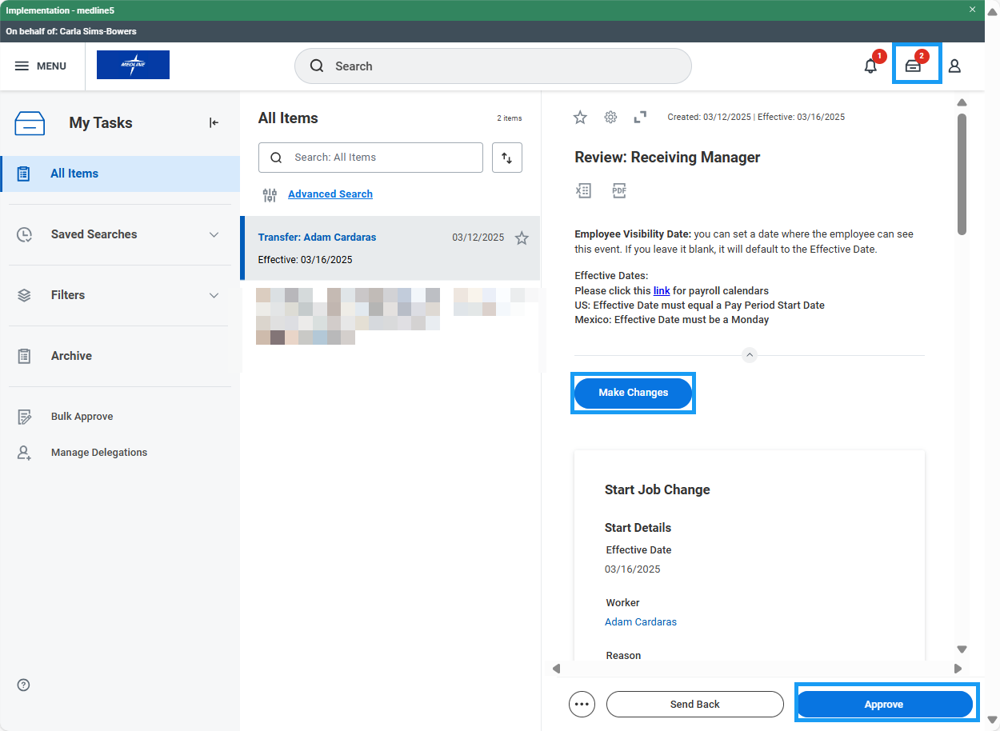 Implementation - medline5
On behalf of: Carla Sims-Bowers
MENU
MEDLINE
Search
1
2
My Tasks
All Items
Saved Searches
Filters
Archive
Bulk Approve
Manage Delegations
All Items
2 items
Search: All Items
Advanced Search
Transfer: Adam Cardaras
03/12/2025
Effective: 03/16/2025
Created: 03/12/2025 | Effective: 03/16/2025
Review: Receiving Manager
X
PDF
Employee Visibility Date: you can set a date where the employee can see
this event. If you leave it blank, it will default to the Effective Date.
Effective Dates:
Please click this link for payroll calendars
US: Effective Date must equal a Pay Period Start Date
Mexico: Effective Date must be a Monday
Make Changes
Start Job Change
Start Details
Effective Date
03/16/2025
Worker
Adam Cardaras
Reason
Send Back
Approve